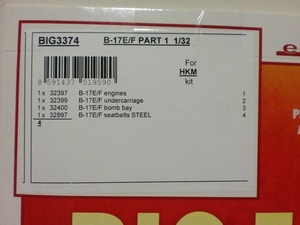 BIG3374 B-17E/F PART 1 1/32
For
HKM
kit
8 591437 519590
1 x 32397 B-17E/F engines 1
1 x 32399 B-17E/F undercarriage 2
1 x 32400 B-17E/F bomb bay 3
1 x 32897 B-17E/F seatbelts STEEL 4
4